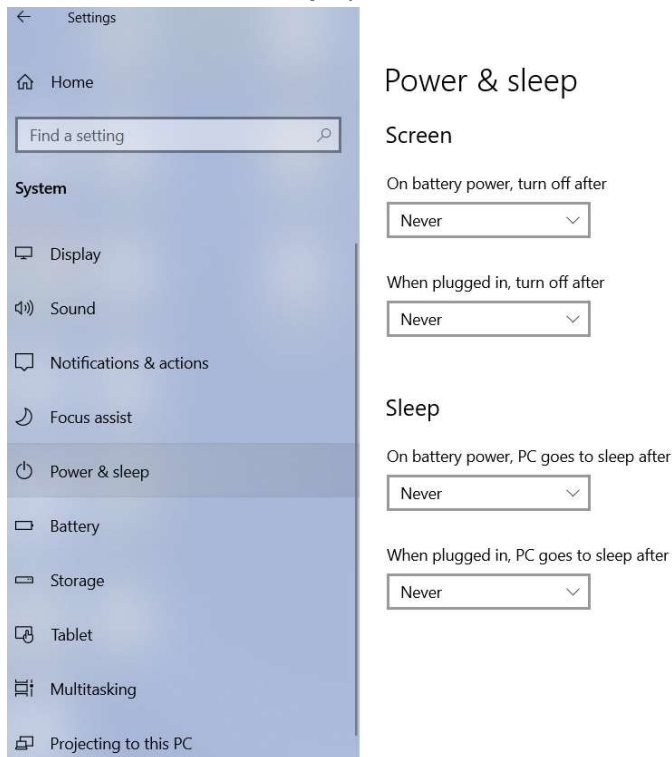 Settings
Home
Find a setting
System
Display
Sound
Notifications & actions
Focus assist
Power & sleep
Battery
Storage
Tablet
Multitasking
Projecting to this PC
Power & sleep
Screen
On battery power, turn off after
Never
When plugged in, turn off after
Never
Sleep
On battery power, PC goes to sleep after
Never
When plugged in, PC goes to sleep after
Never